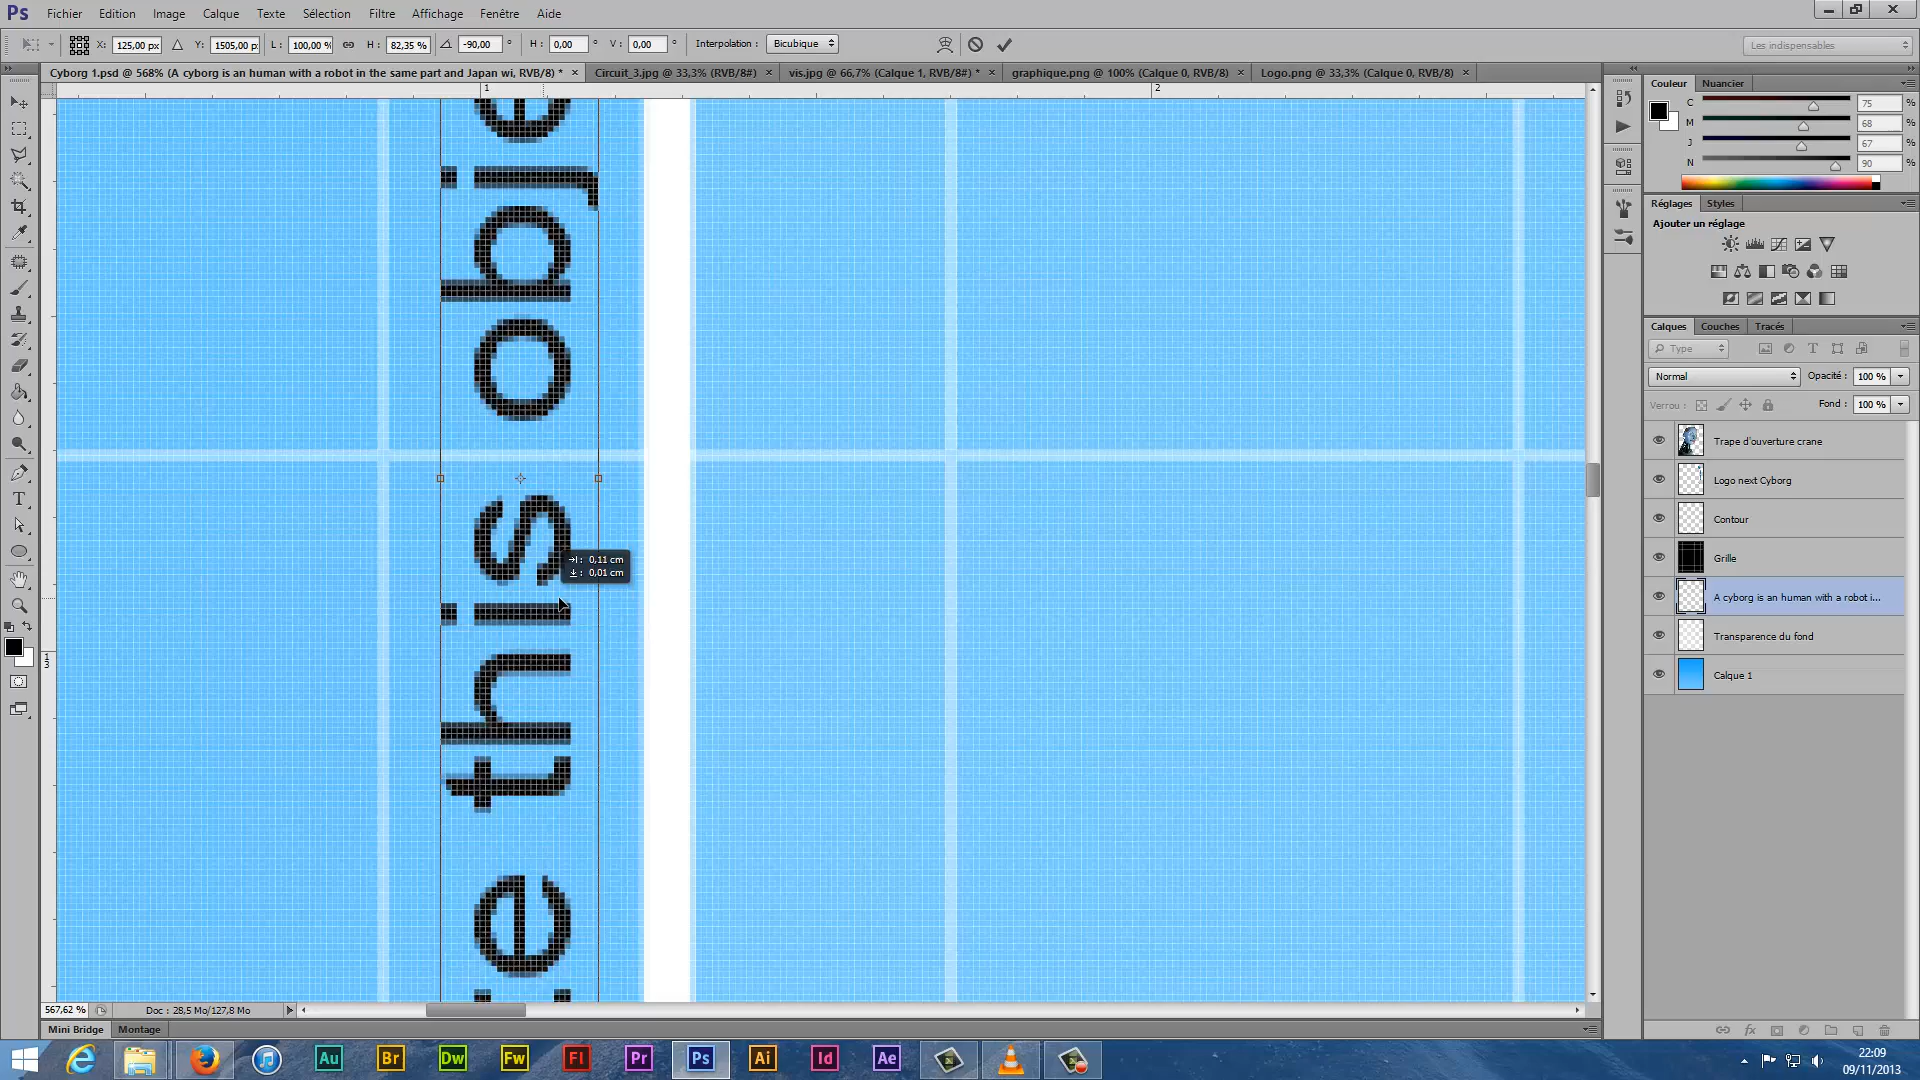 Ps Fichier Edition Image Calque Texte Sélection Filtre Affichage Fenêtre Aide
X: 125,00 px Y: 1505,00 p: L: 100,00 % H: 82,35 % -90,00 ° H: 0,00 ° V: 0,00 ° Interpolation : Bicubique Les indispensables
Cyborg 1.psd @ 568% (A cyborg is an human with a robot in the same part and Japan wi, RVB/8) * × Circuit_3.jpg @ 33,3% (RVB/8#) × vis.jpg @ 66,7% (Calque 1, RVB/8#) * × graphique.png @ 100% (Calque 0, RVB/8) × Logo.png @ 33,3% (Calque 0, RVB/8) ×
1 2
13
e this obje
0,11 cm
0,01 cm
Couleur Nuancier
C 75 %
M 68 %
J 67 %
N 90 %
Réglages Styles
Ajouter un réglage
Calques Couches Tracés
Type
Normal Opacité : 100 %
Verrou : Fond : 100 %
Trape d'ouverture crane
Logo next Cyborg
Contour
Grille
A cyborg is an human with a robot i...
Transparence du fond
Calque 1
567,62 % Doc : 28,5 Mo/127,8 Mo
Mini Bridge Montage
Au Br Dw Fw Fl Pr Ps Ai Id Ae
22:09
09/11/2013